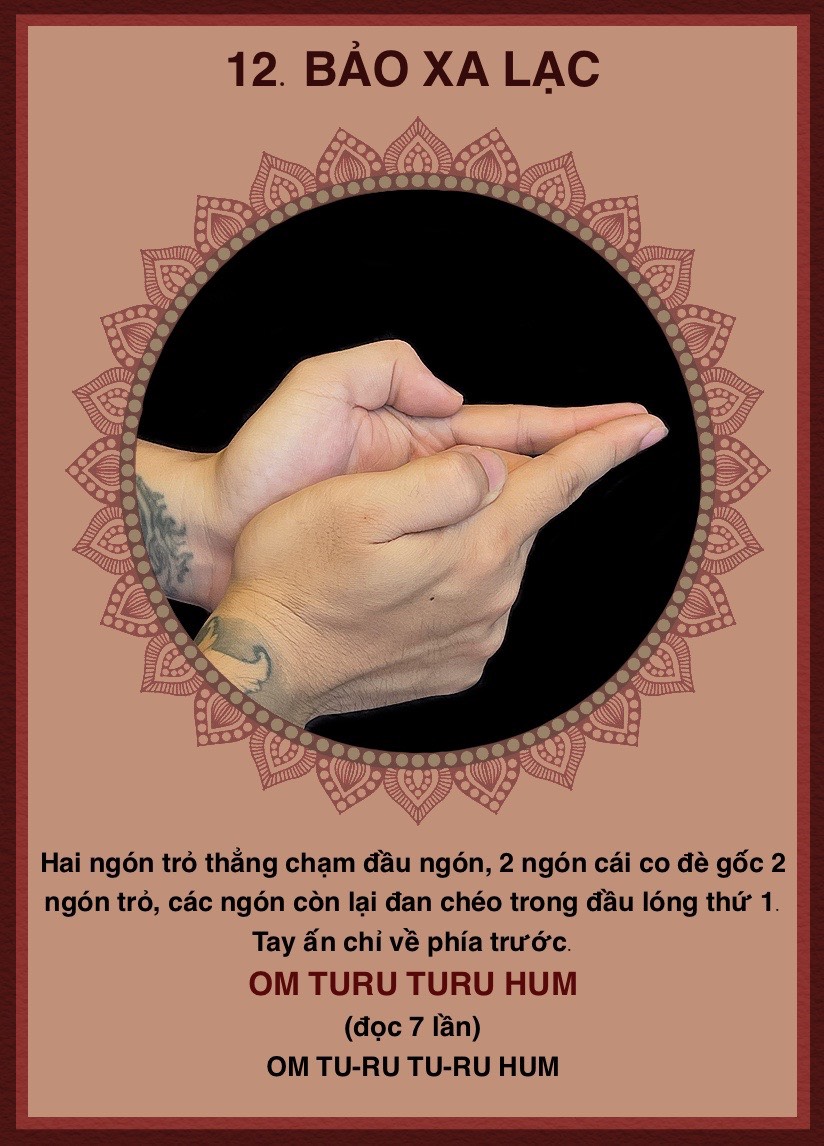 12. BẢO XA LẠC
Hai ngón trỏ thẳng chạm đầu ngón, 2 ngón cái co đè gốc 2
ngón trỏ, các ngón còn lại đan chéo trong đầu lóng thứ 1.
Tay ấn chỉ về phía trước.
OM TURU TURU HUM
(đọc 7 lần)
OM TU-RU TU-RU HUM